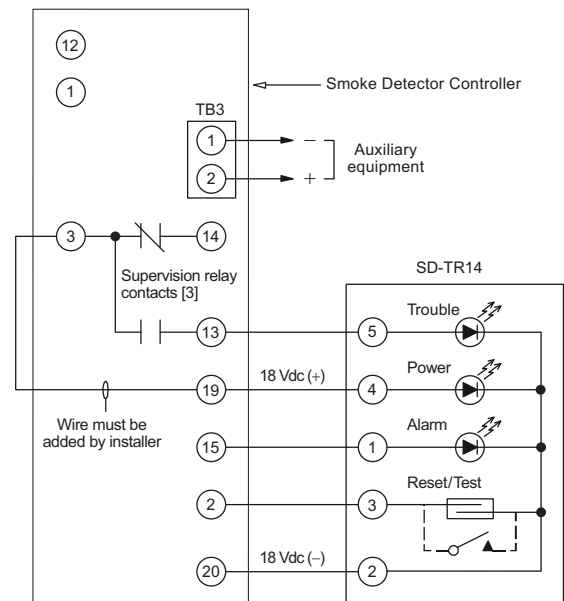 12
1
Smoke Detector Controller
TB3
1
−
Auxiliary
equipment
2
+
3
14
Supervision relay
contacts [3]
SD-TR14
13
5
Trouble
19
18 Vdc (+)
4
Power
Wire must be
added by installer
15
1
Alarm
2
3
Reset/Test
20
18 Vdc (−)
2